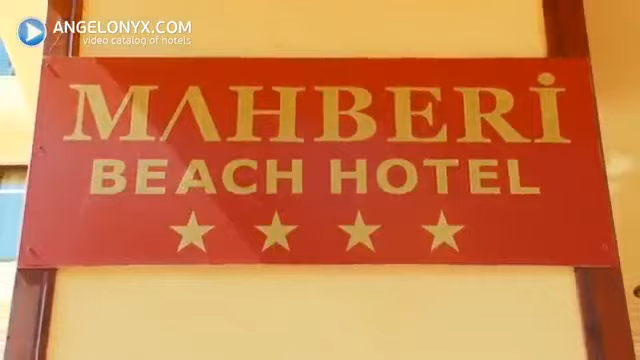 ANGELONYX.COM
video catalog of hotels
MAHBERİ
BEACH HOTEL